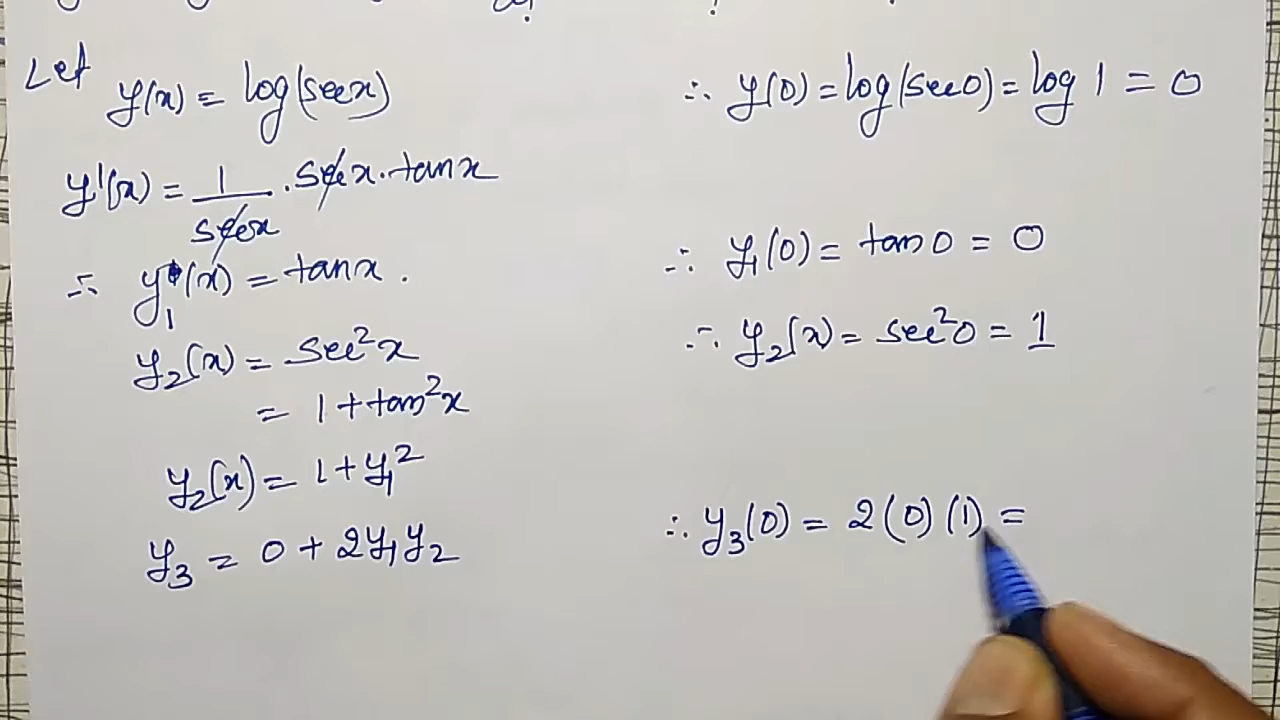 Let y(x) = log(secx)
∴ y(0) = log(sec0) = log 1 = 0
y'(x) = 1/secx · secx · tanx
∴ y₁(x) = tanx.
∴ y₁(0) = tan0 = 0
y₂(x) = sec²x
∴ y₂(x) = sec²0 = 1
= 1 + tan²x
y₂(x) = 1 + y₁²
y₃ = 0 + 2y₁y₂
∴ y₃(0) = 2(0)(1) =